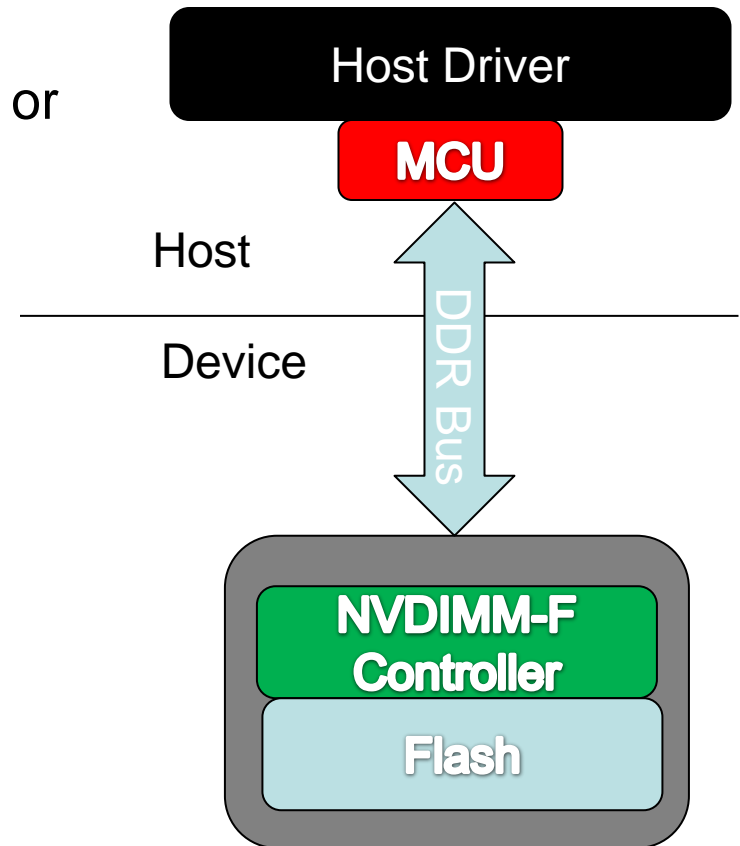 Host Driver
or
MCU
Host
DDR Bus
Device
NVDIMM-F
Controller
Flash